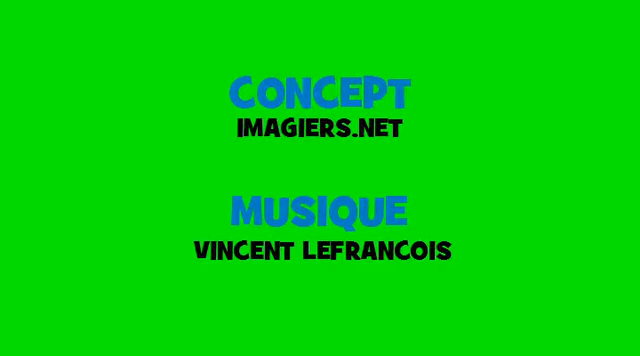 CONCEPT
IMAGIERS.NET
MUSIQUE
VINCENT LEFRANCOIS